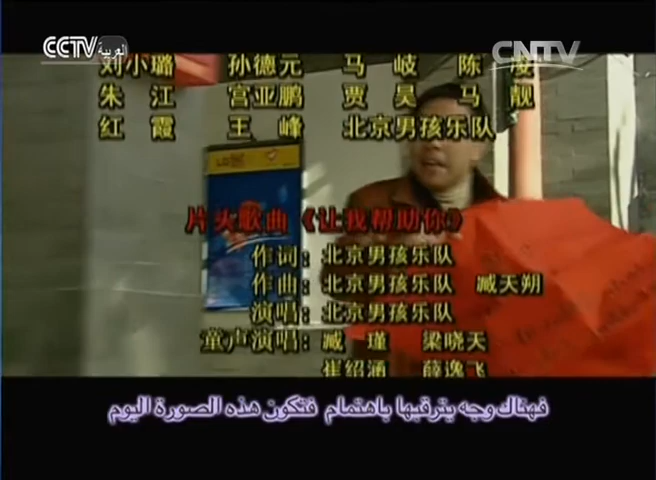 CCTV العربية
CNTV
刘小璐 孙德元 马岐 陈凌
朱江 宫亚鹏 贾昊 马靓
红霞 王峰 北京男孩乐队
片头歌曲《让我帮助你》
作词：北京男孩乐队
作曲：北京男孩乐队 臧天朔
演唱：北京男孩乐队
童声演唱：臧瑾 梁晓天
崔绍涵 薛逸飞
فهناك وجه يترقبها باهتمام فتكون هذه الصورة اليوم